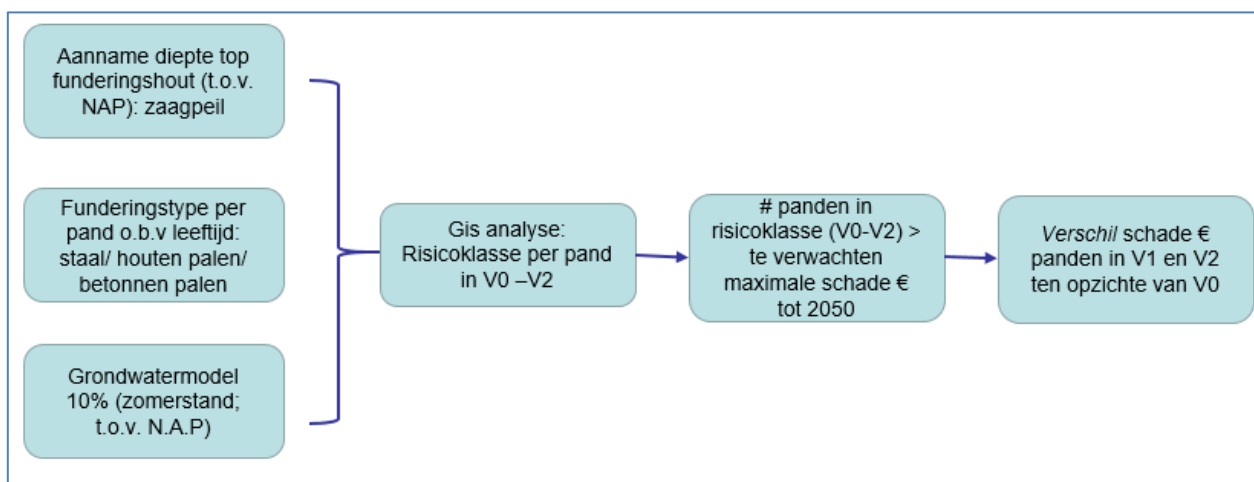 Aanname diepte top
funderingshout (t.o.v.
NAP): zaagpeil
Funderingstype per
pand o.b.v leeftijd:
staal/ houten palen/
betonnen palen
Grondwatermodel
10% (zomerstand;
t.o.v. N.A.P)
Gis analyse:
Risicoklasse per pand
in V0 –V2
# panden in
risicoklasse (V0-V2) >
te verwachten
maximale schade €
tot 2050
Verschil schade €
panden in V1 en V2
ten opzichte van V0